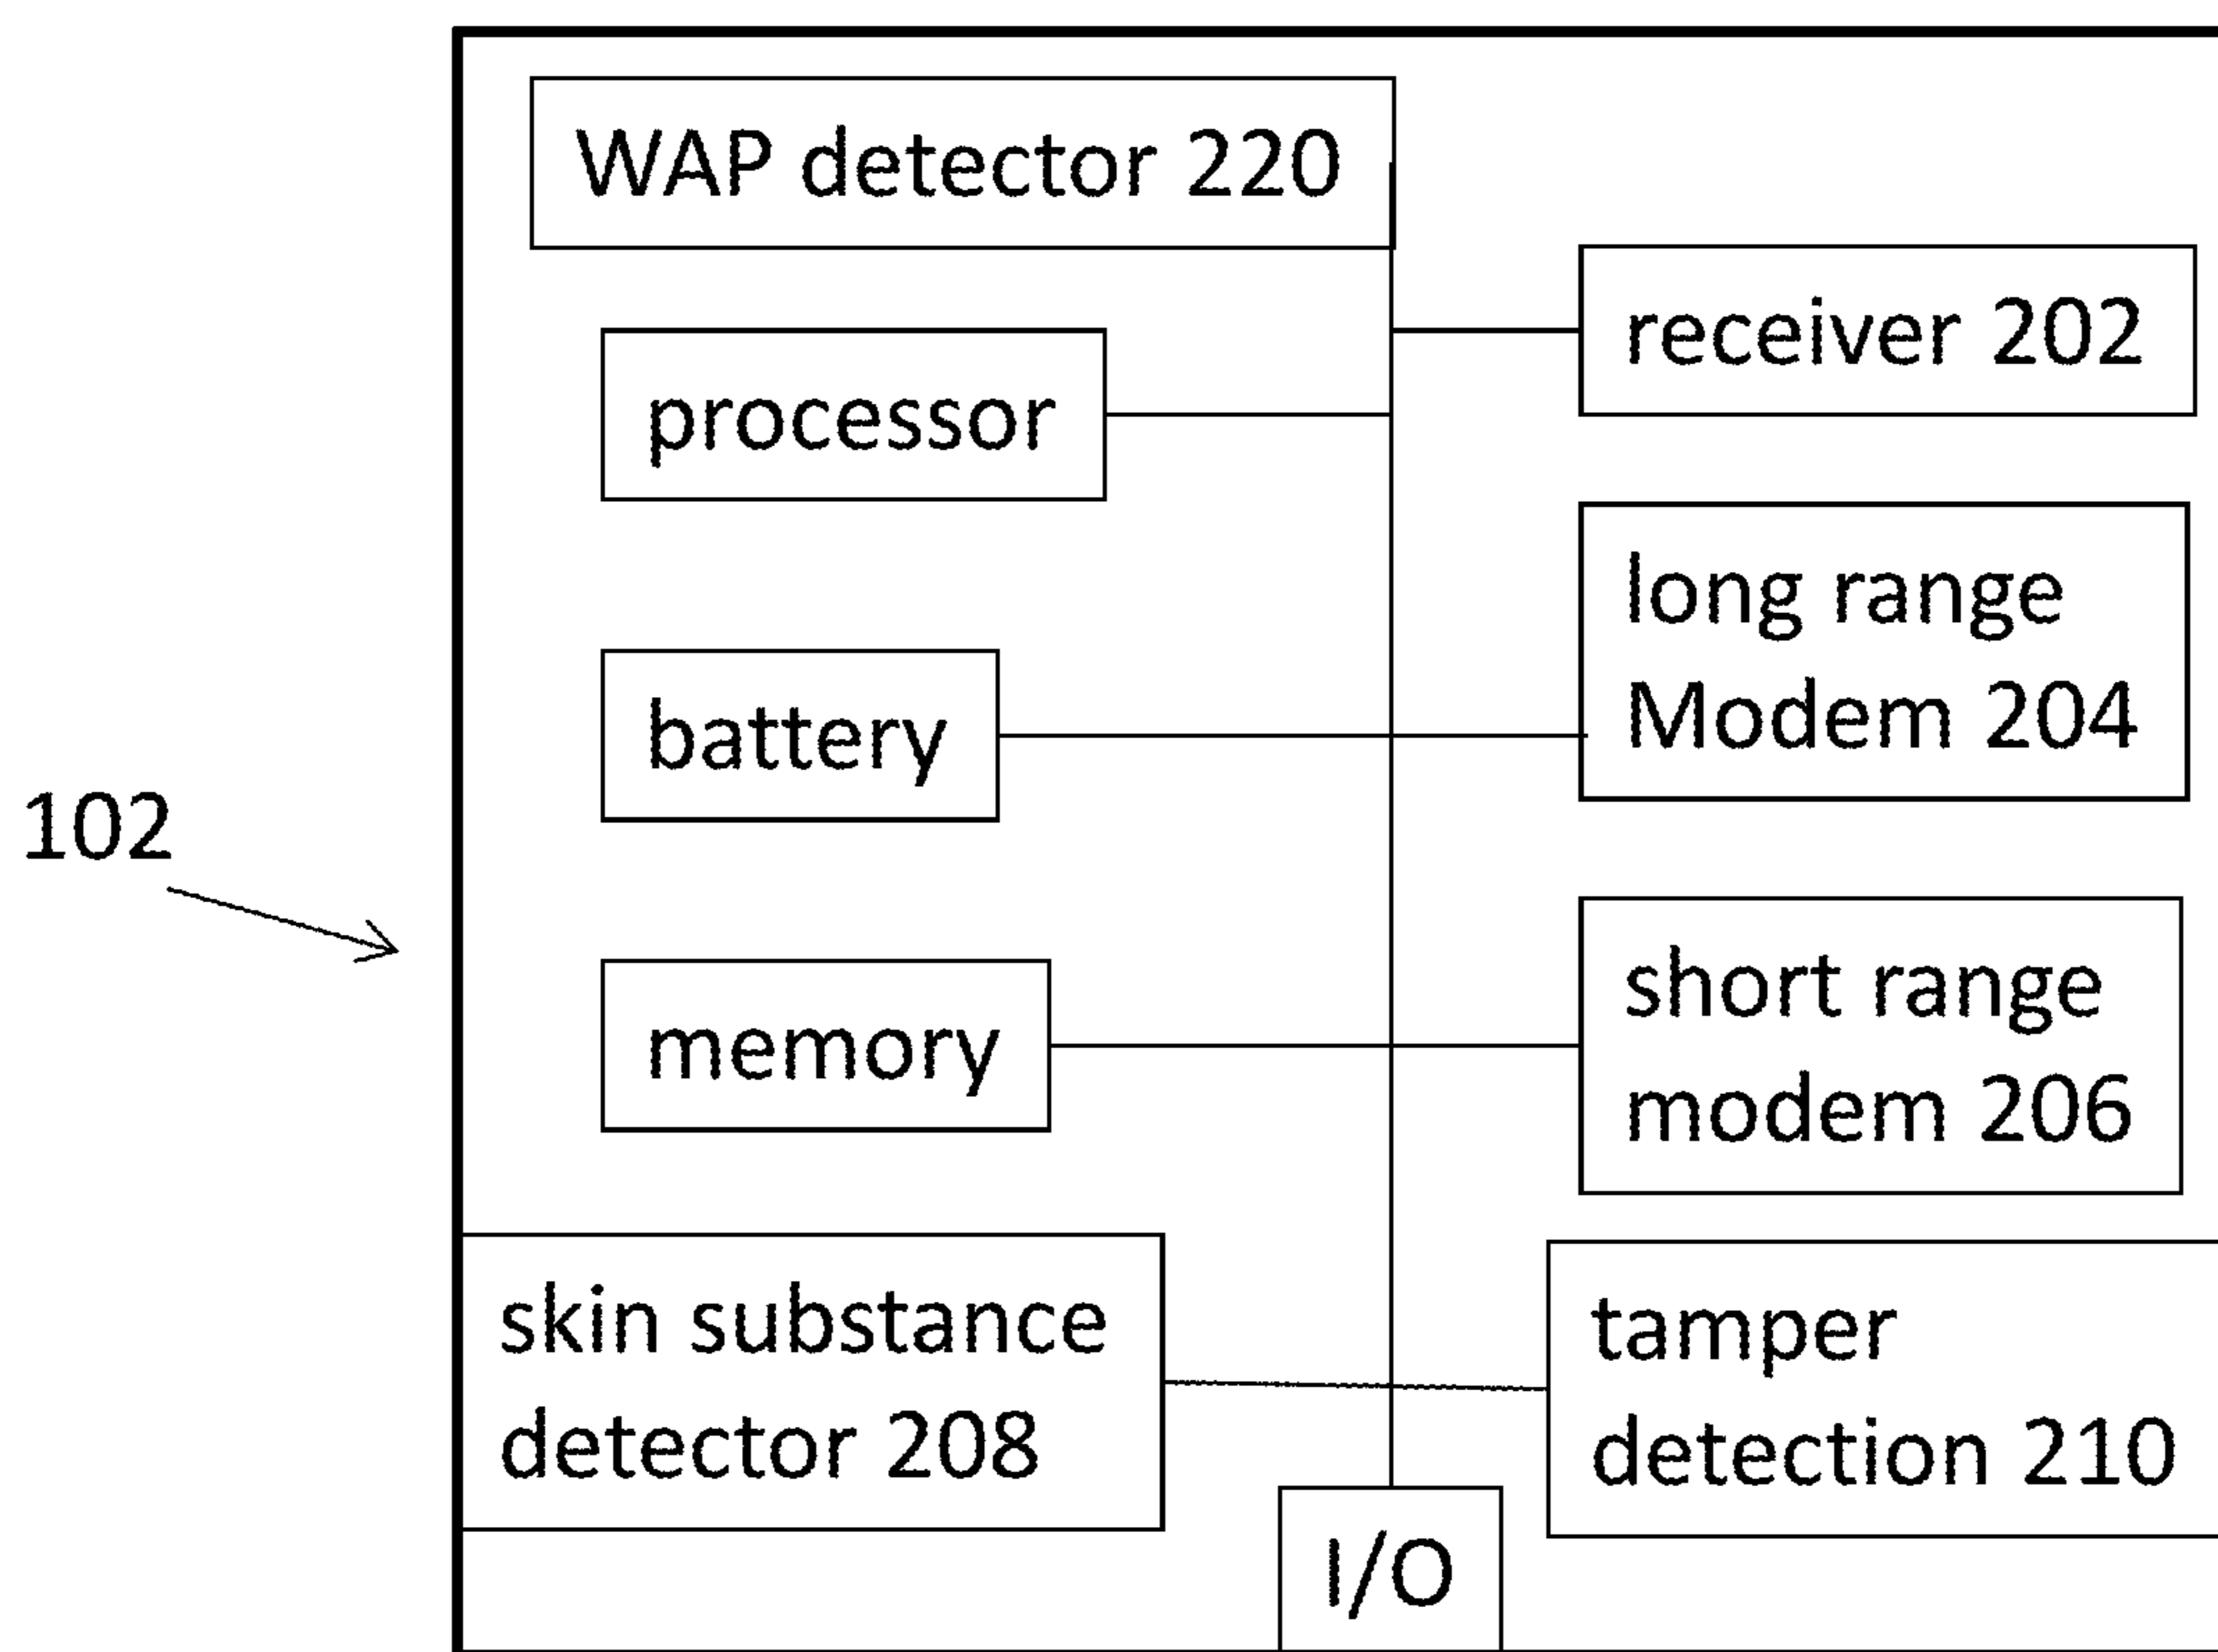 WAP detector 220
receiver 202
processor
long range
Modem 204
battery
102
short range
modem 206
memory
skin substance
detector 208
tamper
detection 210
I/O